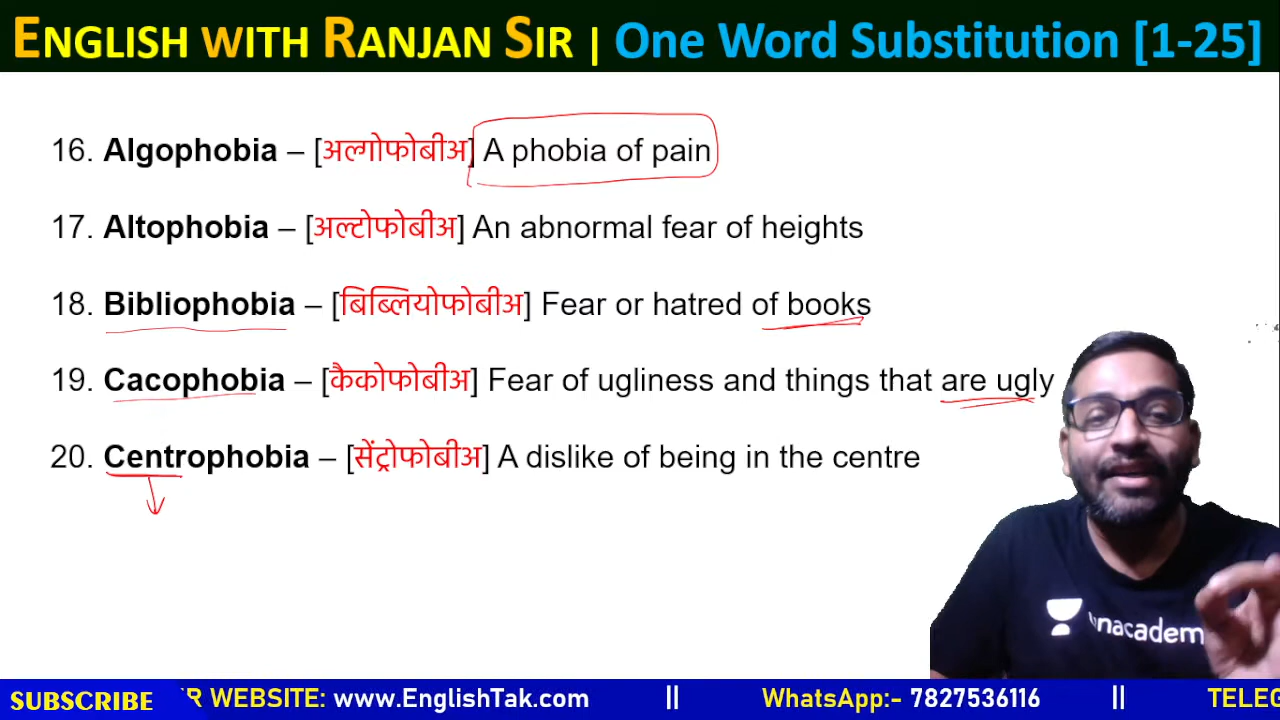 ENGLISH WITH RANJAN SIR | One Word Substitution [1-25]
16. Algophobia – [अल्गोफोबीअ] A phobia of pain
17. Altophobia – [अल्टोफोबीअ] An abnormal fear of heights
18. Bibliophobia – [बिब्लियोफोबीअ] Fear or hatred of books
19. Cacophobia – [कैकोफोबीअ] Fear of ugliness and things that are ugly
20. Centrophobia – [सेंट्रोफोबीअ] A dislike of being in the centre
unacadem
SUBSCRIBE R WEBSITE: www.EnglishTak.com || WhatsApp:- 7827536116 || TELEG